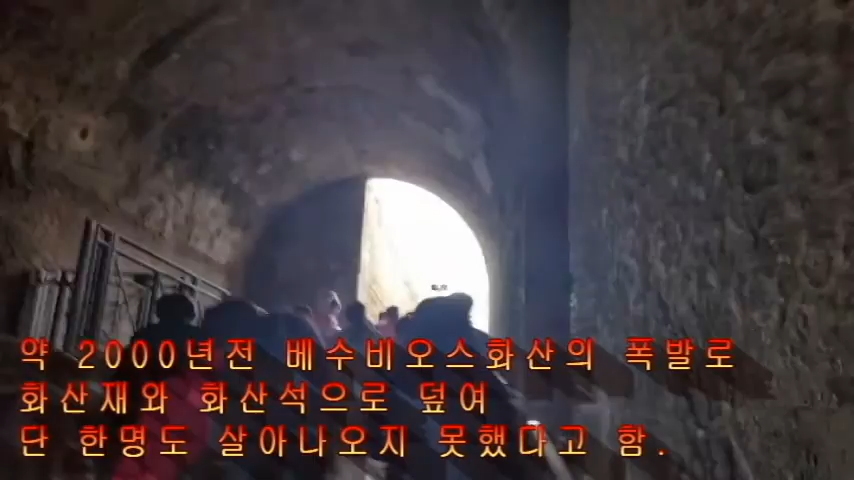 약 2000년전 베수비오스화산의 폭발로
화산재와 화산석으로 덮여
단 한명도 살아나오지 못했다고 함.